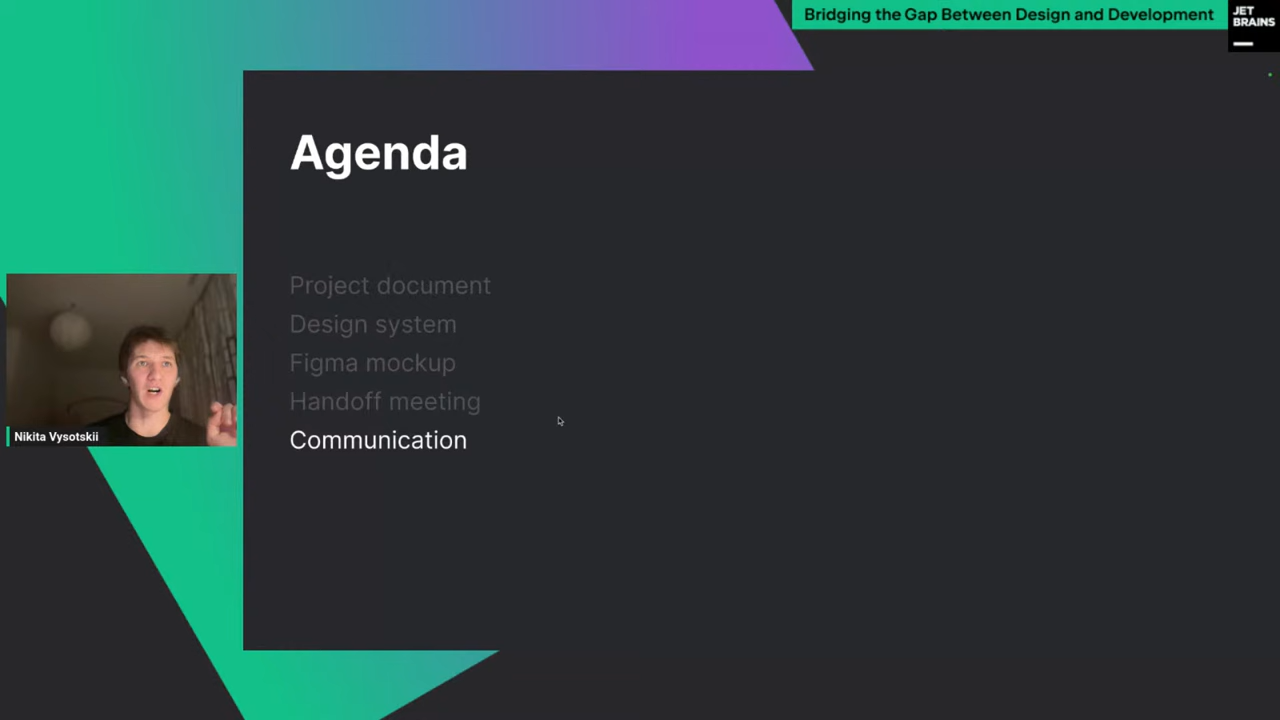 Bridging the Gap Between Design and Development
JET
BRAINS
Agenda
Project document
Design system
Figma mockup
Handoff meeting
Communication
Nikita Vysotskii